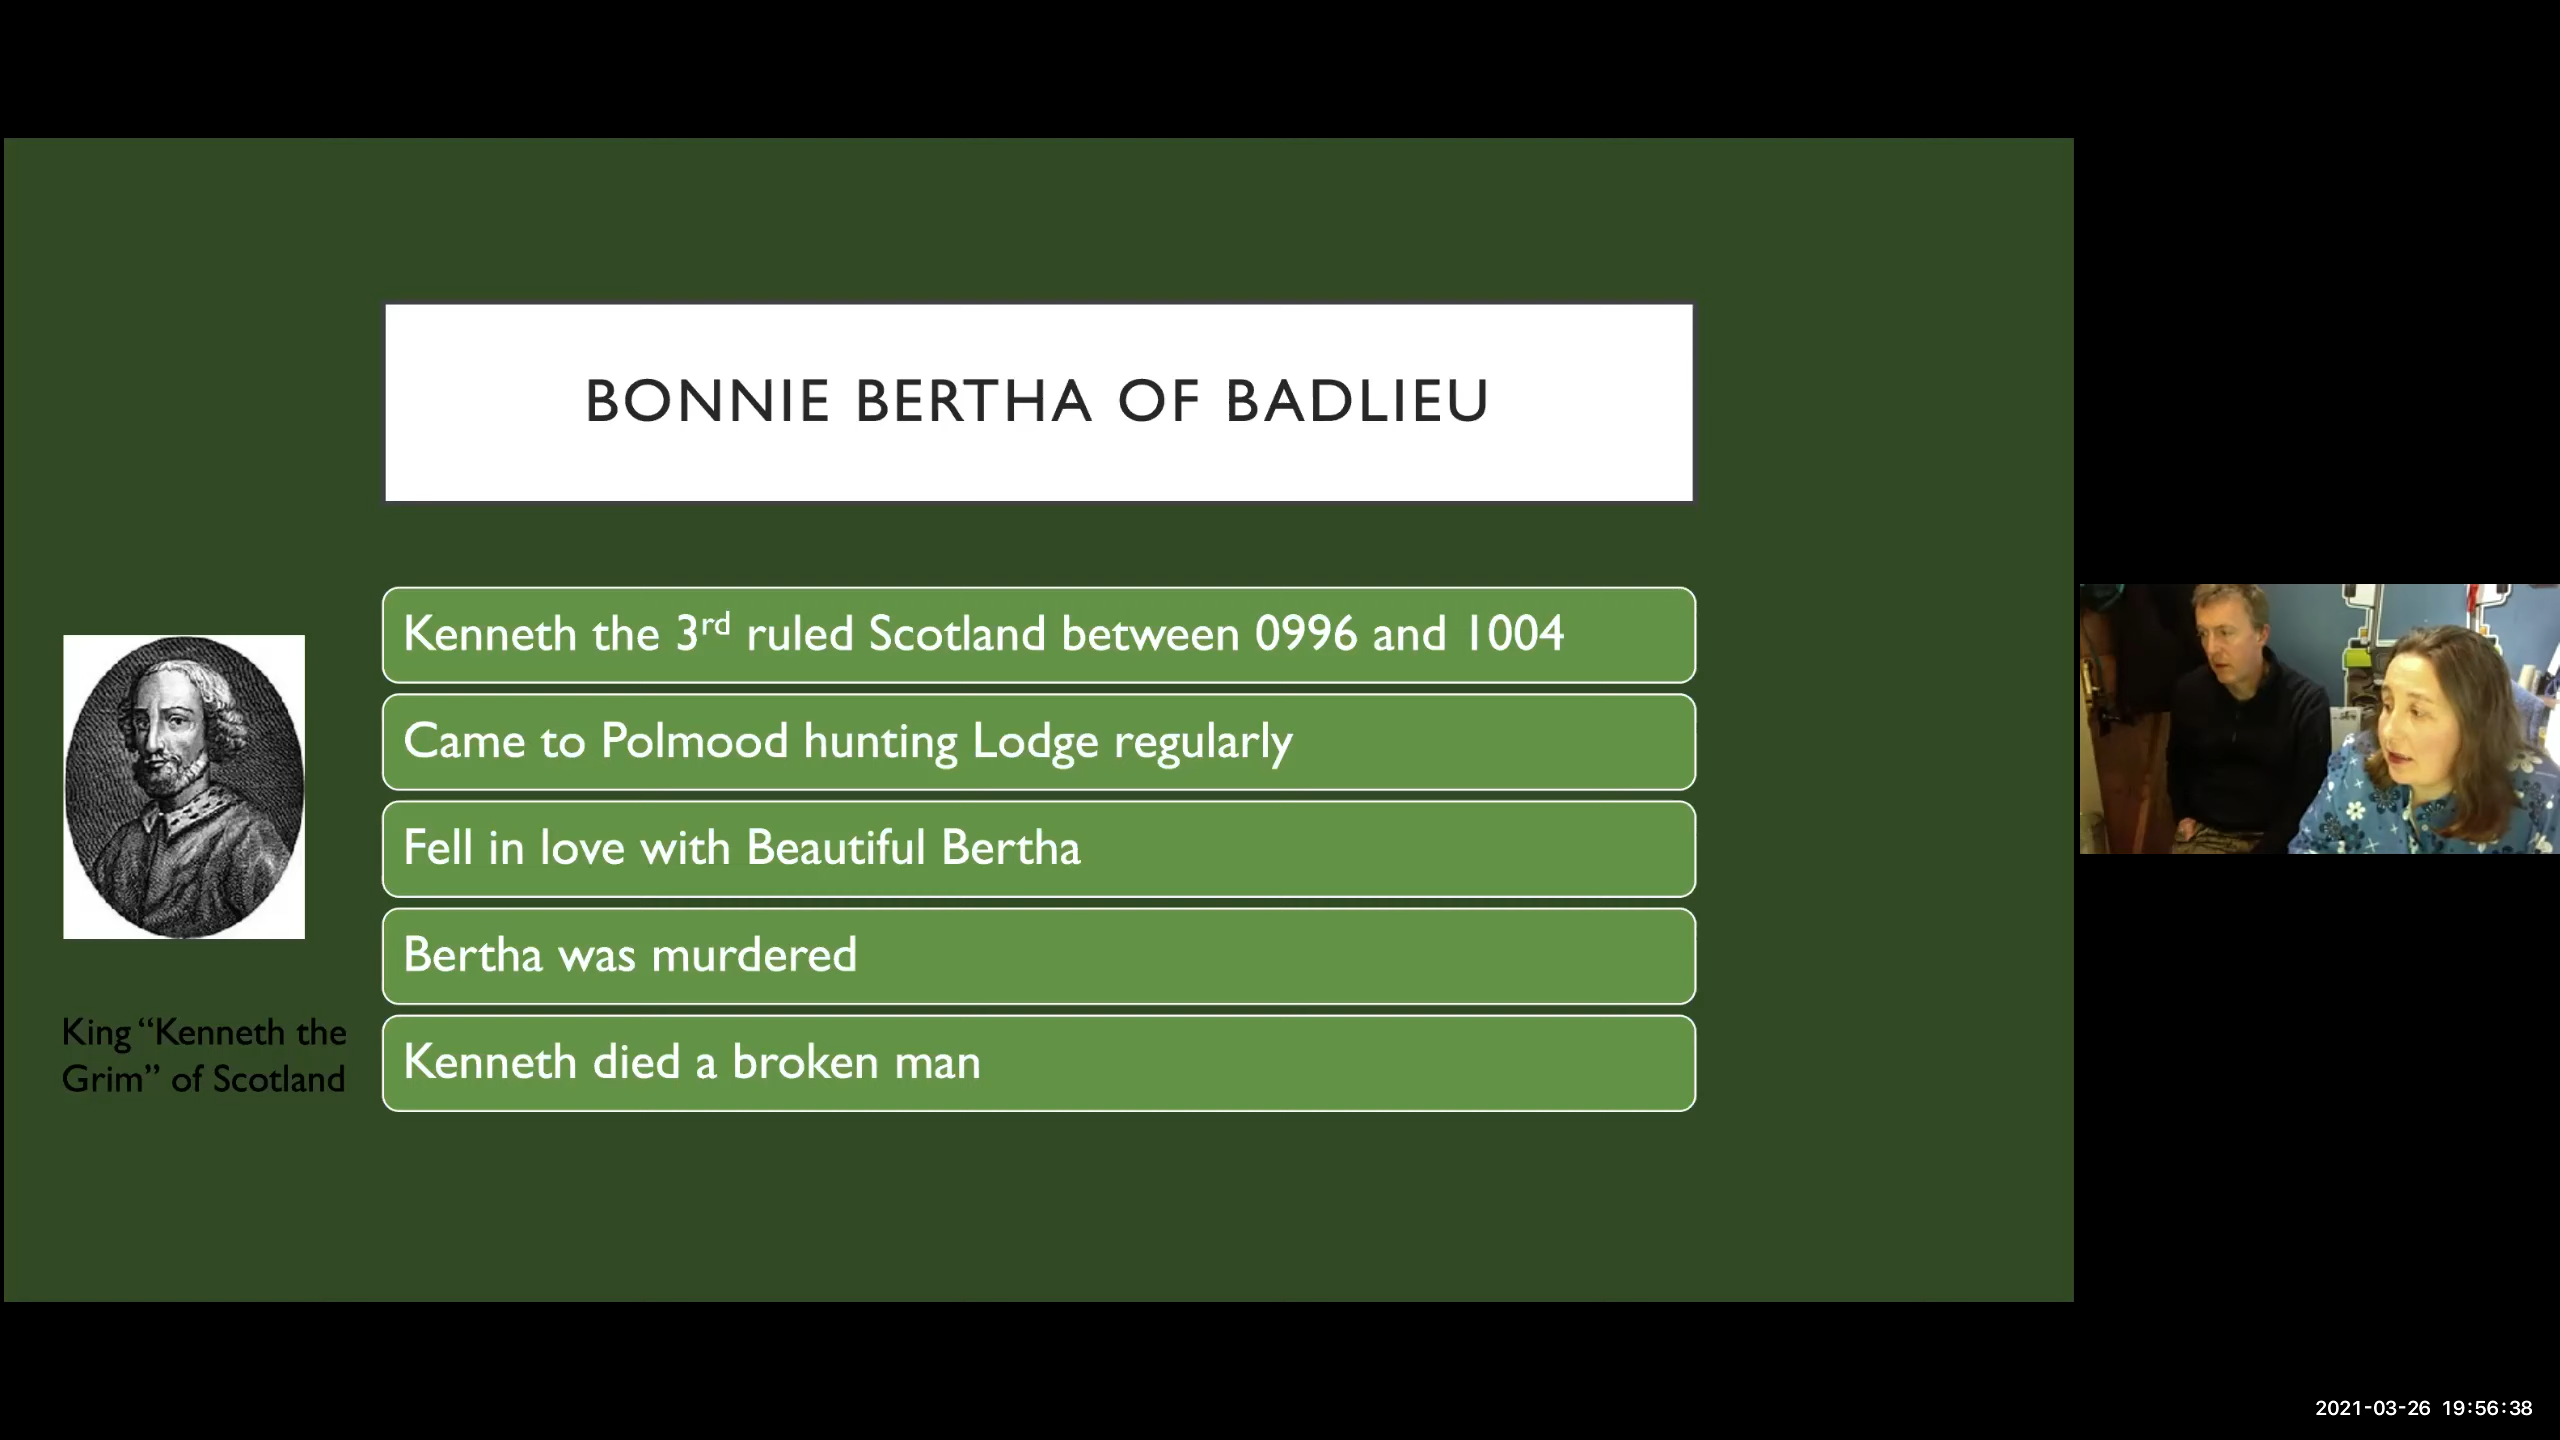 BONNIE BERTHA OF BADLIEU
Kenneth the 3rd ruled Scotland between 0996 and 1004
Came to Polmood hunting Lodge regularly
Fell in love with Beautiful Bertha
Bertha was murdered
Kenneth died a broken man
King “Kenneth the
Grim” of Scotland
2021-03-26 19:56:38